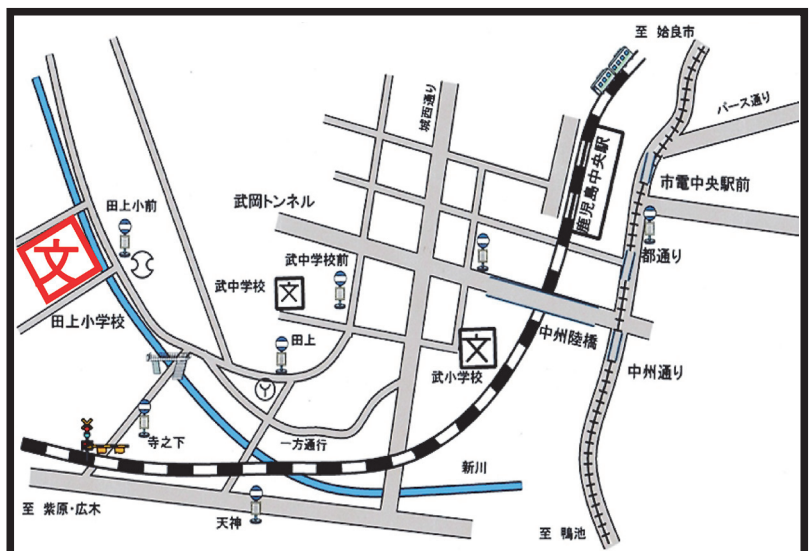 至 姶良市
パース通り
城西通り
鹿児島中央駅
市電中央駅前
田上小前
武岡トンネル
文
都通り
武中学校前
武中学校
文
田上小学校
田上
文
中州陸橋
武小学校
中州通り
寺之下
一方通行
新川
至 紫原・広木
天神
至 鴨池